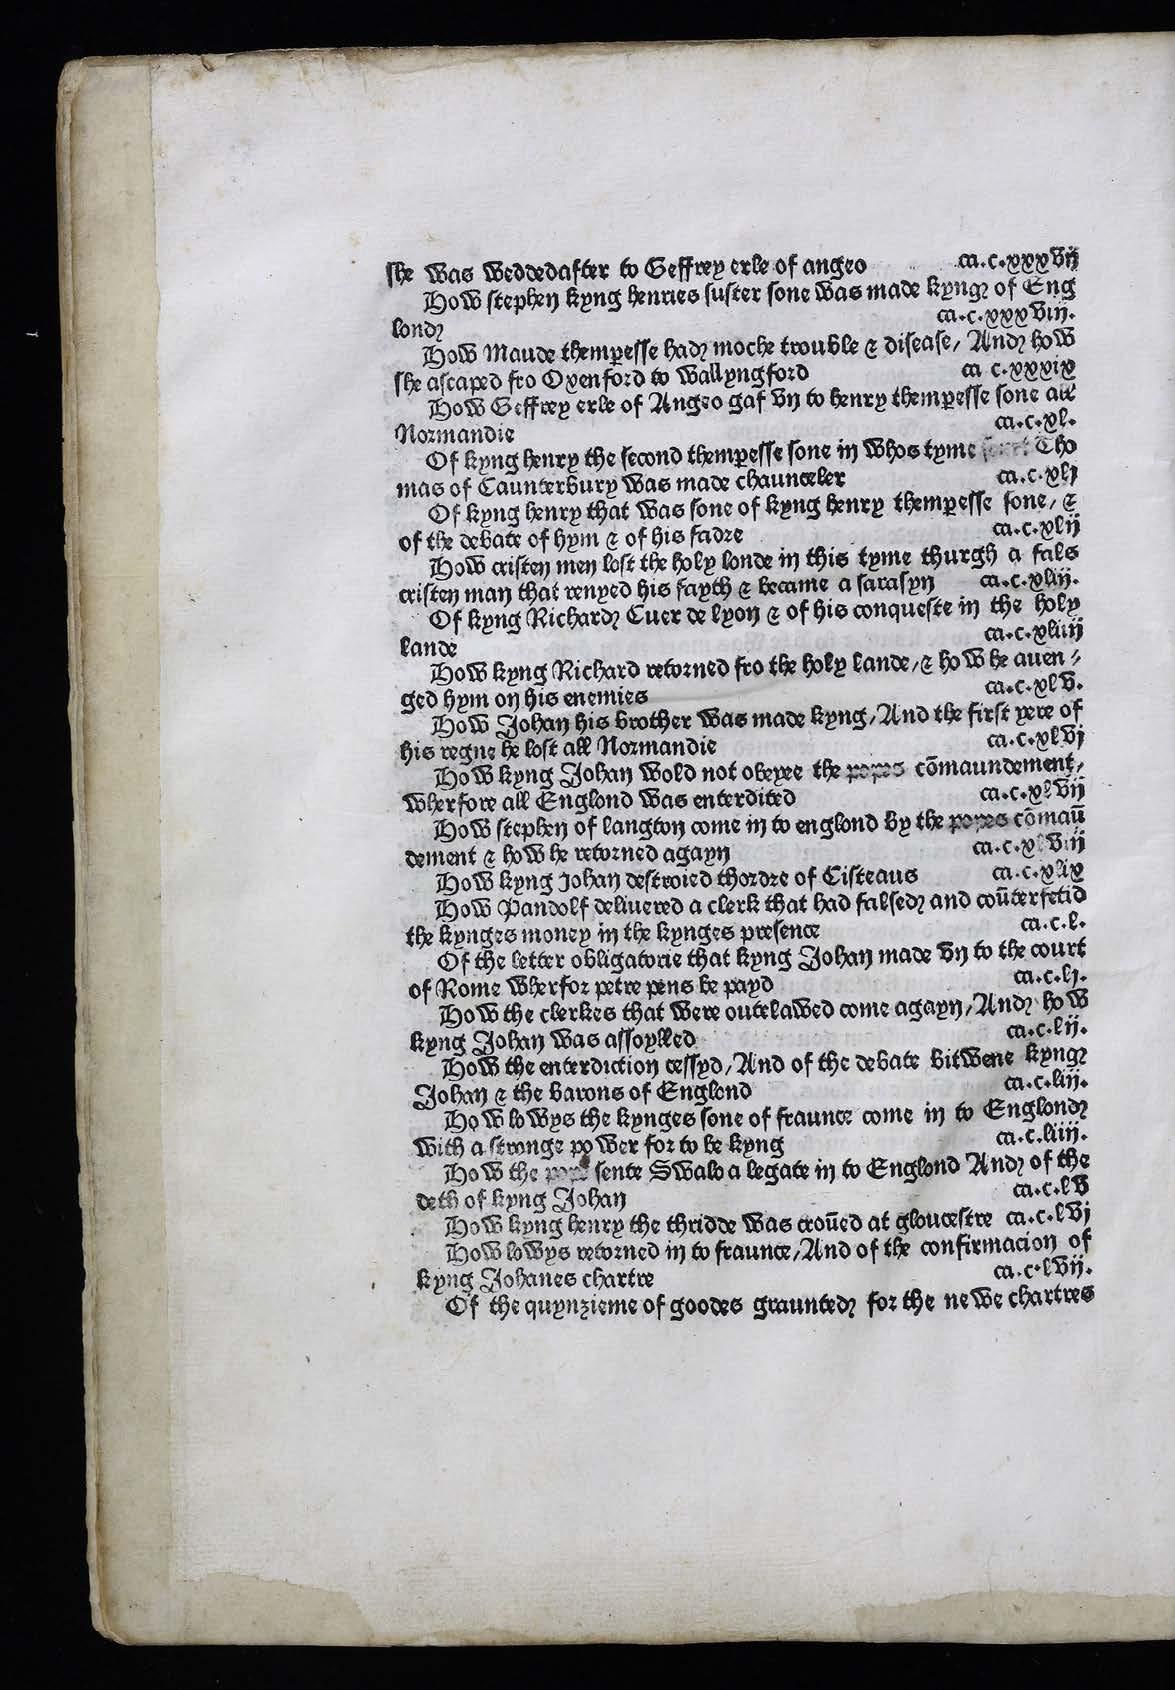 she was weddedafter to Geffrey erle of angeo ca.c.xxxvij
How stephen kyng henries suster sone was made kyng of Eng
lond ca.c.xxxviij.
How Maude themperesse had moche trouble & disease, And how
she ascaped fro Oxenford to wallyngford ca c.xxxix
How Geffrey erle of Angeo gaf vp to henry themperesse sone all
Normandie ca.c.xl.
Of kyng henry the second themperesse sone in whos tyme Tho
mas of Caunterbury was made chaunceler ca.c.xlj
Of kyng henry that was sone of kyng henry themperesse sone, &
of the debate of hym & of his fadre ca.c.xlij
How cristen men lost the holy londe in this tyme thurgh a fals
cristen man that renyed his fayth & became a sarasyn ca.c.xliij.
Of kyng Richard Cuer de lyon & of his conqueste in the holy
lande ca.c.xliiij
How kyng Richard retorned fro the holy lande, & how he auen⸗
ged hym on his enemies ca.c.xlv.
How Johan his brother was made kyng, And the first yere of
his regne he lost all Normandie ca.c.xlvj
How kyng Johan wold not obeyee the popes cōmaundement,
wherfore all Englond was enterdited ca.c.xlvij
How stephen of langton come in to englond by the popes cōmaū
dement & how he retorned agayn ca.c.xlviij
How kyng Johan destroied thordre of Cisteaus ca.c.xlix
How Pandolf deliuered a clerk that had falsed and coūterfetid
the kynges money in the kynges presence ca.c.l.
Of the letter obligatorie that kyng Johan made vn to the court
of Rome wherfor petre pens be payd ca.c.lj.
How the clerkes that were outelawed come agayn, And how
kyng Johan was assoylled ca.c.lij.
How the enterdiction cessyd, And of the debate bitwene kyng
Johan & the barons of Englond ca.c.liij.
How lowys the kynges sone of fraunce come in to Englond
with a stronge power for to be kyng ca.c.liiij.
How the pope sente Swalo a legate in to Englond And of the
deth of kyng Johan ca.c.lv
How kyng henry the thridde was croūed at gloucestre ca.c.lvj
How lowys retorned in to fraunce, And of the confirmacion of
kyng Johanes chartre ca.c.lvij.
Of the quynzieme of goodes graunted for the newe chartres